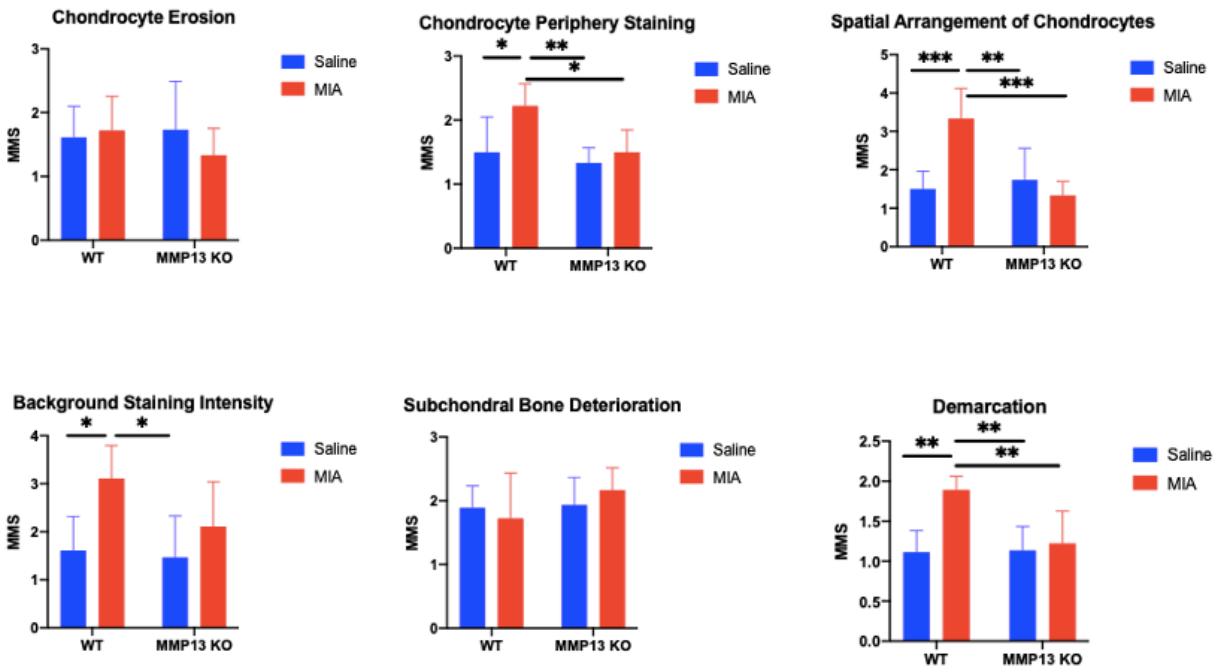 Chondrocyte Erosion
3
2
1
0
MMS
WT
MMP13 KO
Saline
MIA
Chondrocyte Periphery Staining
* ** *
3
2
1
0
MMS
WT
MMP13 KO
Saline
MIA
Spatial Arrangement of Chondrocytes
*** ** ***
5
4
3
2
1
0
MMS
WT
MMP13 KO
Saline
MIA
Background Staining Intensity
* *
4
3
2
1
0
MMS
WT
MMP13 KO
Saline
MIA
Subchondral Bone Deterioration
3
2
1
0
MMS
WT
MMP13 KO
Saline
MIA
Demarcation
** ** **
2.5
2.0
1.5
1.0
0.5
0.0
MMS
WT
MMP13 KO
Saline
MIA